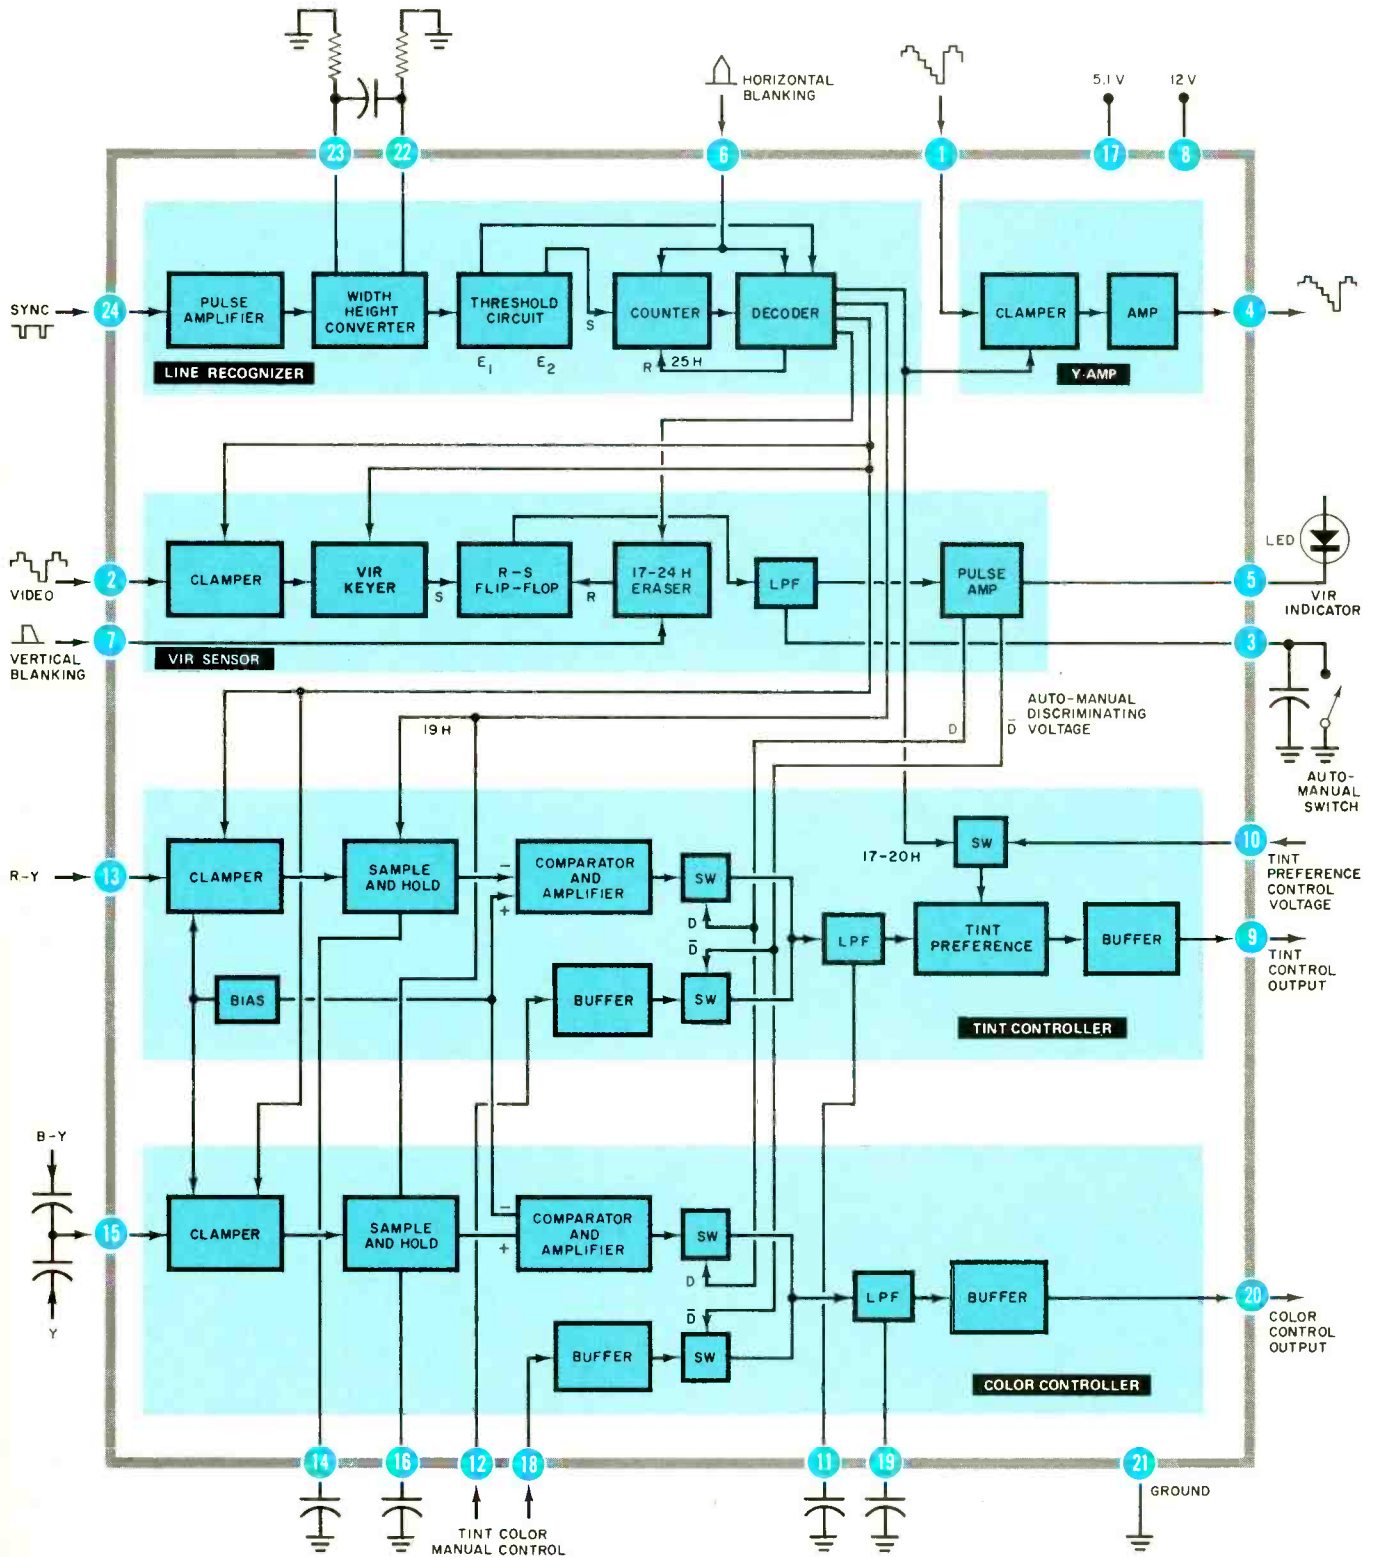 HORIZONTAL
BLANKING
5.1 V
12 V
23
22
6
1
17
8
SYNC
24
PULSE
AMPLIFIER
WIDTH
HEIGHT
CONVERTER
THRESHOLD
CIRCUIT
E1
E2
S
COUNTER
R
25H
DECODER
CLAMPER
AMP
4
LINE RECOGNIZER
Y-AMP
VIDEO
2
CLAMPER
VIR
KEYER
S
R-S
FLIP-FLOP
R
17-24 H
ERASER
LPF
PULSE
AMP
5
LED
VIR
INDICATOR
VERTICAL
BLANKING
7
VIR SENSOR
3
AUTO-
MANUAL
SWITCH
19H
D
D̅
AUTO-MANUAL
DISCRIMINATING
VOLTAGE
R-Y
13
CLAMPER
SAMPLE
AND HOLD
-
+
COMPARATOR
AND
AMPLIFIER
SW
D
D̅
17-20H
SW
10
TINT
PREFERENCE
CONTROL
VOLTAGE
BIAS
BUFFER
SW
LPF
TINT
PREFERENCE
BUFFER
9
TINT
CONTROL
OUTPUT
TINT CONTROLLER
B-Y
15
Y
CLAMPER
SAMPLE
AND HOLD
-
+
COMPARATOR
AND
AMPLIFIER
SW
D
D̅
BUFFER
SW
LPF
BUFFER
20
COLOR
CONTROL
OUTPUT
COLOR CONTROLLER
14
16
12
18
11
19
21
GROUND
TINT COLOR
MANUAL CONTROL